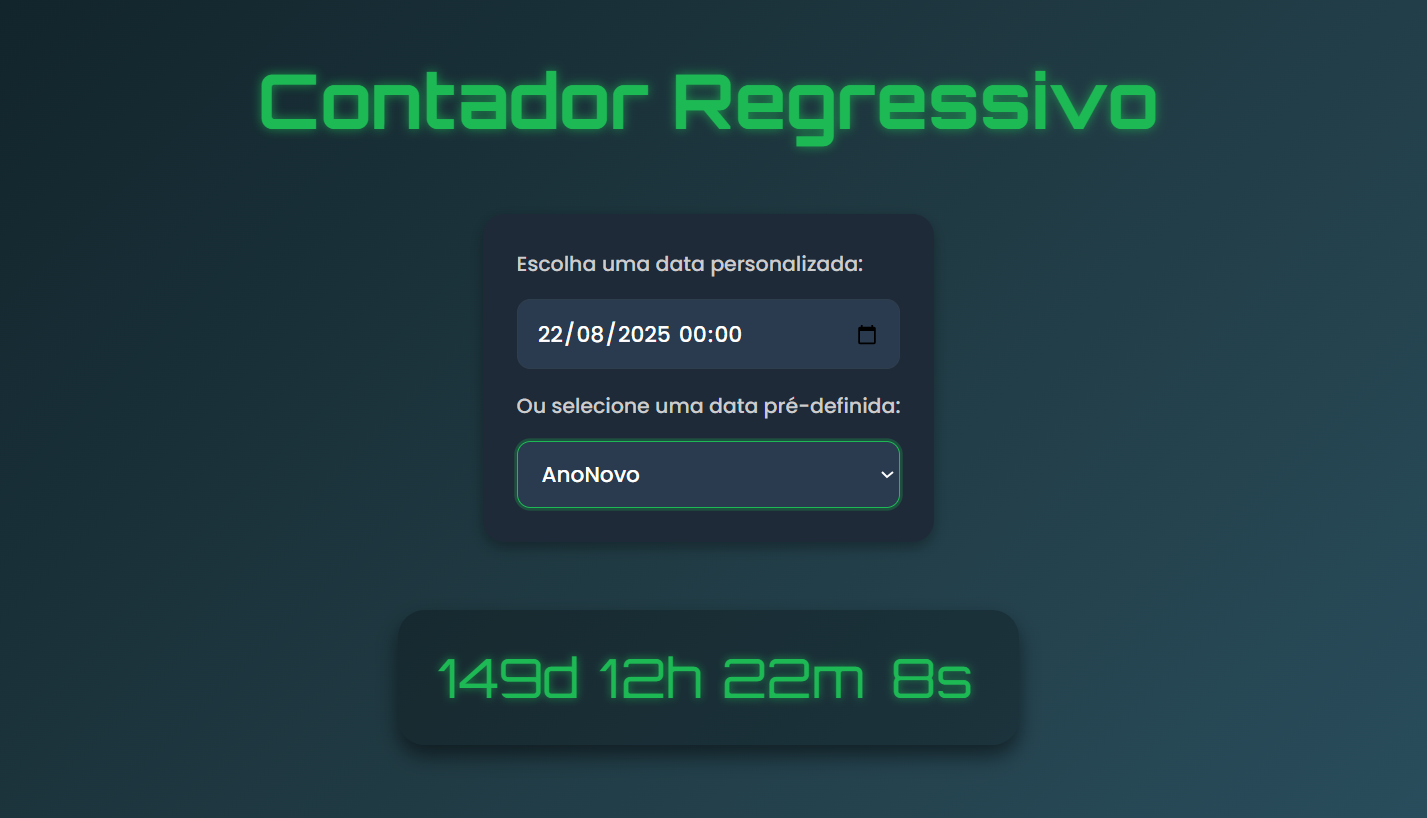 Contador Regressivo
Escolha uma data personalizada:
22/08/2025 00:00
Ou selecione uma data pré-definida:
AnoNovo
149d 12h 22m 8s